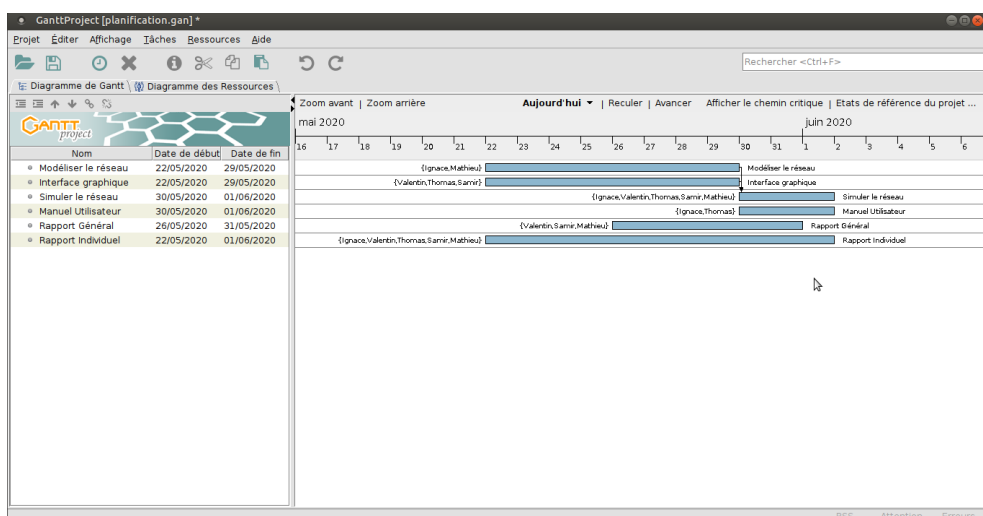 GanttProject [planification.gan] *
Projet Éditer Affichage Tâches Ressources Aide
Rechercher <Ctrl+F>
Diagramme de Gantt \ Diagramme des Ressources \
Zoom avant | Zoom arrière Aujourd'hui | Reculer | Avancer Afficher le chemin critique | Etats de référence du projet ...
GANTT project
mai 2020 juin 2020
16 17 18 19 20 21 22 23 24 25 26 27 28 29 30 31 1 2 3 4 5 6
Nom Date de début Date de fin
Modéliser le réseau 22/05/2020 29/05/2020 {Ignace,Mathieu} Modéliser le réseau
Interface graphique 22/05/2020 29/05/2020 {Valentin,Thomas,Samir} Interface graphique
Simuler le réseau 30/05/2020 01/06/2020 {Ignace,Valentin,Thomas,Samir,Mathieu} Simuler le réseau
Manuel Utilisateur 30/05/2020 01/06/2020 {Ignace,Thomas} Manuel Utilisateur
Rapport Général 26/05/2020 31/05/2020 {Valentin,Samir,Mathieu} Rapport Général
Rapport Individuel 22/05/2020 01/06/2020 {Ignace,Valentin,Thomas,Samir,Mathieu} Rapport Individuel
RSS Attention Erreurs